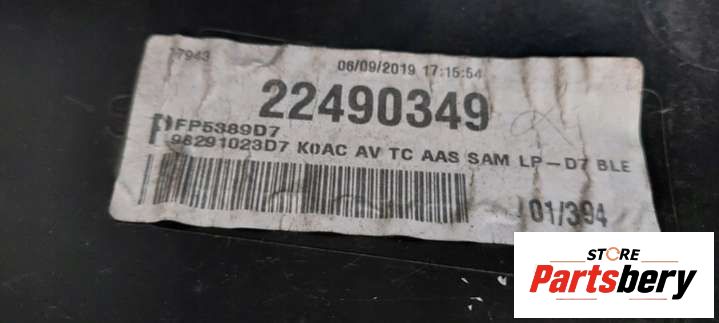 17943
06/09/2019 17:15:54
22490349
FP5389D7
98291023D7 K0AC AV TC AAS SAM LP-D7 BLE
01/394
STORE
Partsbery